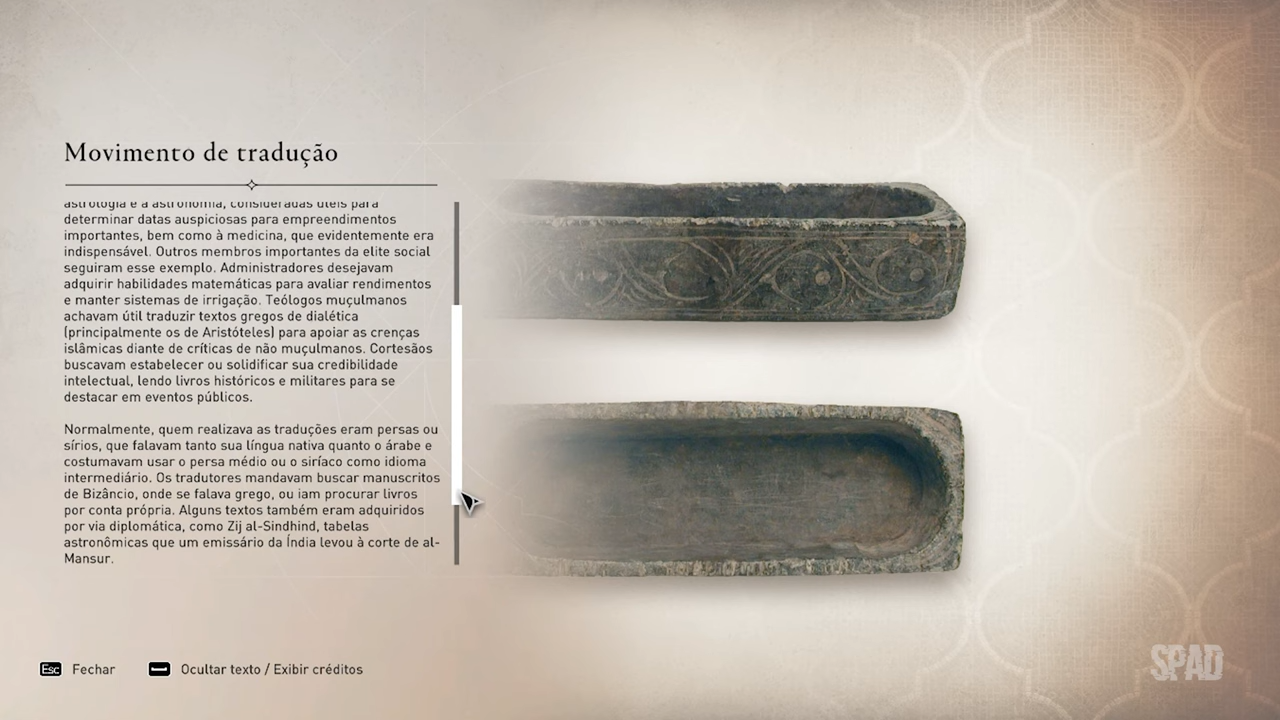 Movimento de tradução
astrologia e a astronomia, consideradas úteis para
determinar datas auspiciosas para empreendimentos
importantes, bem como à medicina, que evidentemente era
indispensável. Outros membros importantes da elite social
seguiram esse exemplo. Administradores desejavam
adquirir habilidades matemáticas para avaliar rendimentos
e manter sistemas de irrigação. Teólogos muçulmanos
achavam útil traduzir textos gregos de dialética
(principalmente os de Aristóteles) para apoiar as crenças
islâmicas diante de críticas de não muçulmanos. Cortesãos
buscavam estabelecer ou solidificar sua credibilidade
intelectual, lendo livros históricos e militares para se
destacar em eventos públicos.
Normalmente, quem realizava as traduções eram persas ou
sírios, que falavam tanto sua língua nativa quanto o árabe e
costumavam usar o persa médio ou o siríaco como idioma
intermediário. Os tradutores mandavam buscar manuscritos
de Bizâncio, onde se falava grego, ou iam procurar livros
por conta própria. Alguns textos também eram adquiridos
por via diplomática, como Zij al-Sindhind, tabelas
astronômicas que um emissário da Índia levou à corte de al-
Mansur.
Esc Fechar Ocultar texto / Exibir créditos
SPAD